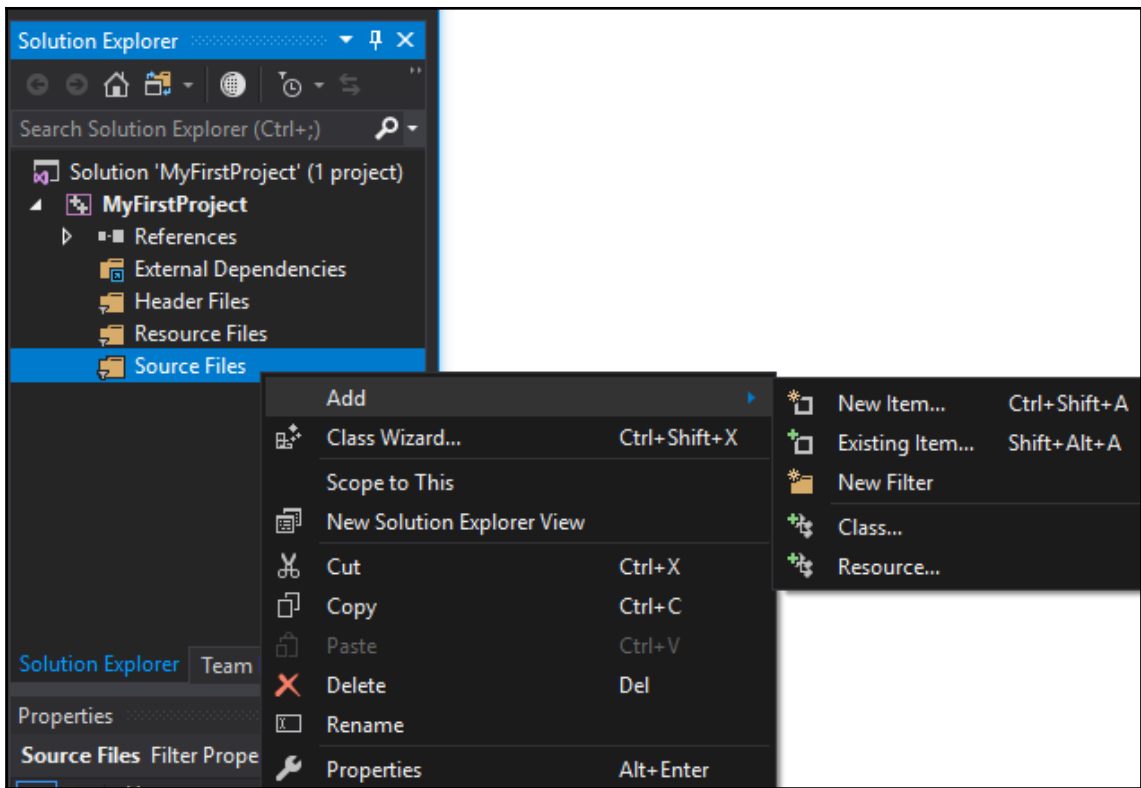 Solution Explorer
Search Solution Explorer (Ctrl+;)
Solution 'MyFirstProject' (1 project)
MyFirstProject
References
External Dependencies
Header Files
Resource Files
Source Files
Add
Class Wizard... Ctrl+Shift+X
Scope to This
New Solution Explorer View
Cut Ctrl+X
Copy Ctrl+C
Paste Ctrl+V
Delete Del
Rename
Properties Alt+Enter
New Item... Ctrl+Shift+A
Existing Item... Shift+Alt+A
New Filter
Class...
Resource...
Solution Explorer Team
Properties
Source Files Filter Prope